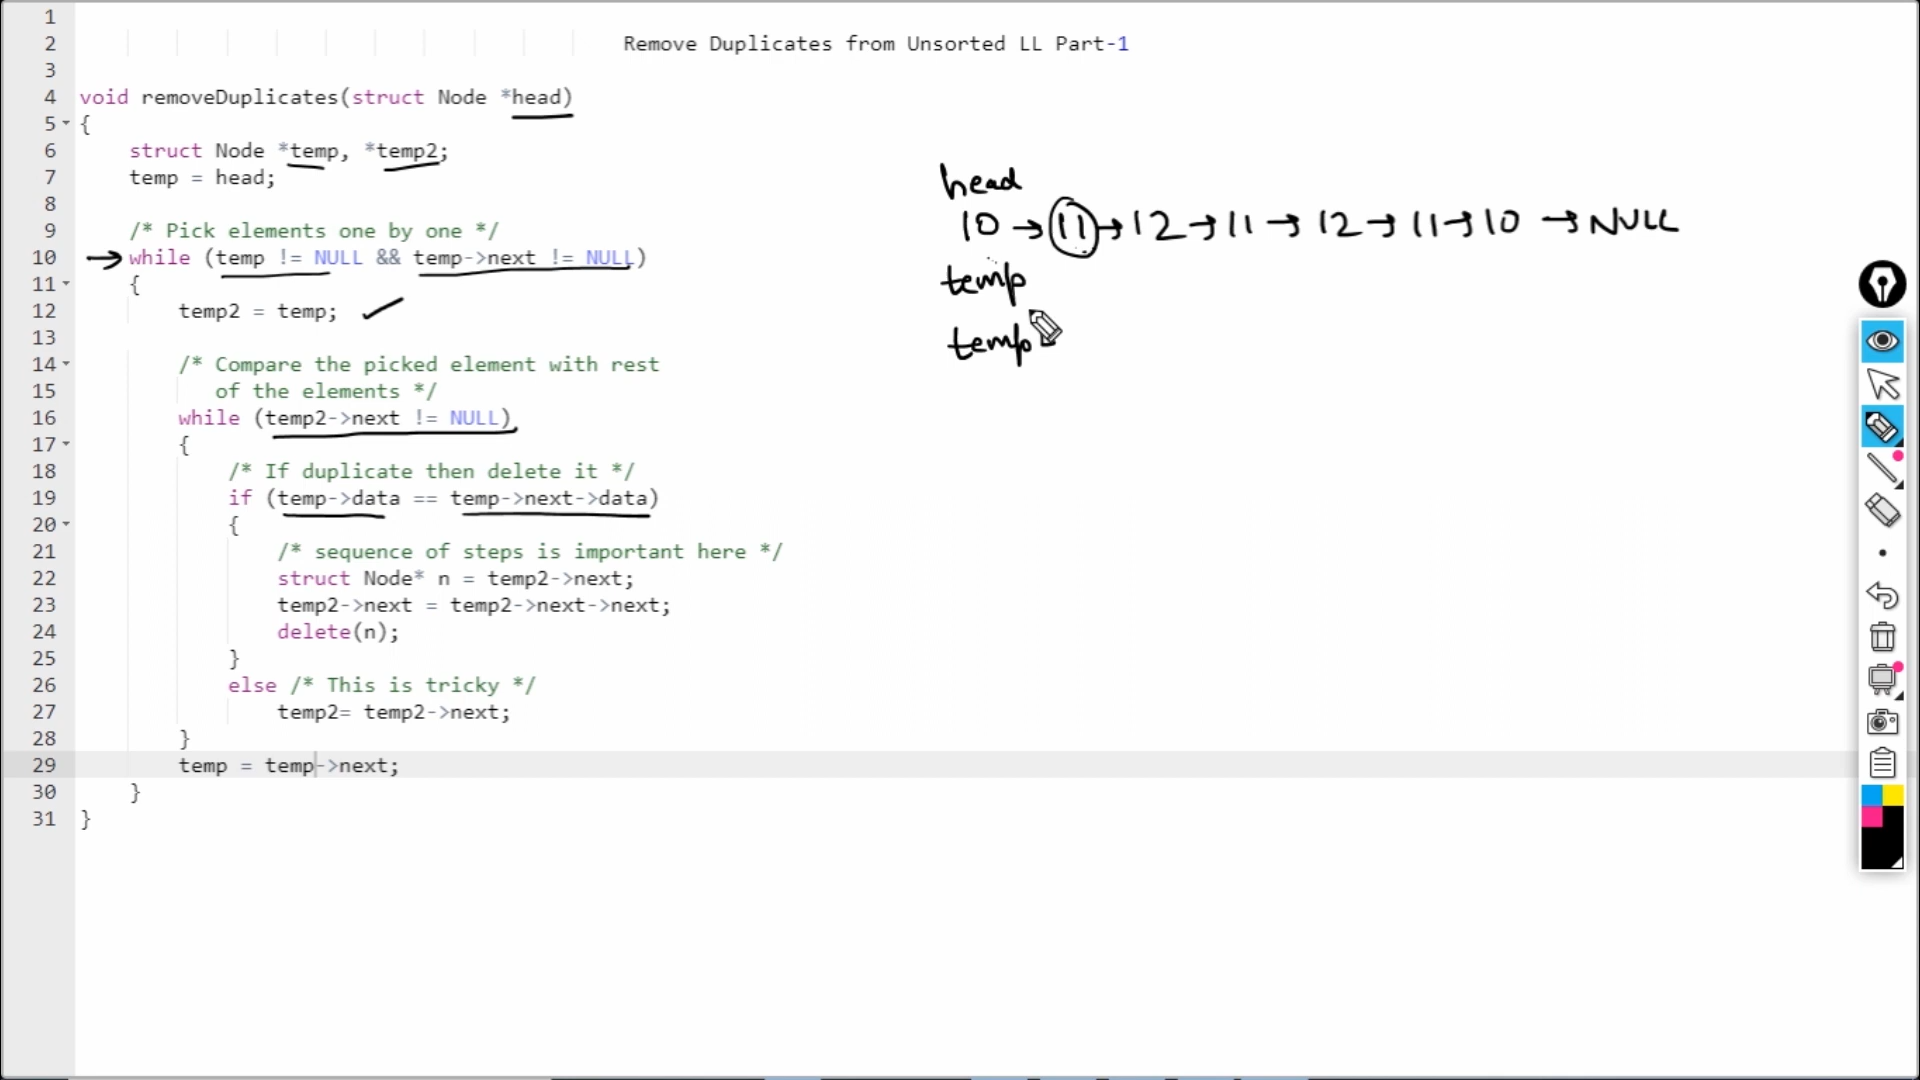 1
2 Remove Duplicates from Unsorted LL Part-1
3
4 void removeDuplicates(struct Node *head)
5 {
6 struct Node *temp, *temp2;
7 temp = head;
8
9 /* Pick elements one by one */
10 while (temp != NULL && temp->next != NULL)
11 {
12 temp2 = temp;
13
14 /* Compare the picked element with rest
15 of the elements */
16 while (temp2->next != NULL)
17 {
18 /* If duplicate then delete it */
19 if (temp->data == temp->next->data)
20 {
21 /* sequence of steps is important here */
22 struct Node* n = temp2->next;
23 temp2->next = temp2->next->next;
24 delete(n);
25 }
26 else /* This is tricky */
27 temp2= temp2->next;
28 }
29 temp = temp->next;
30 }
31 }
head
10 → 11 → 12 → 11 → 12 → 11 → 10 → NULL
temp
temp